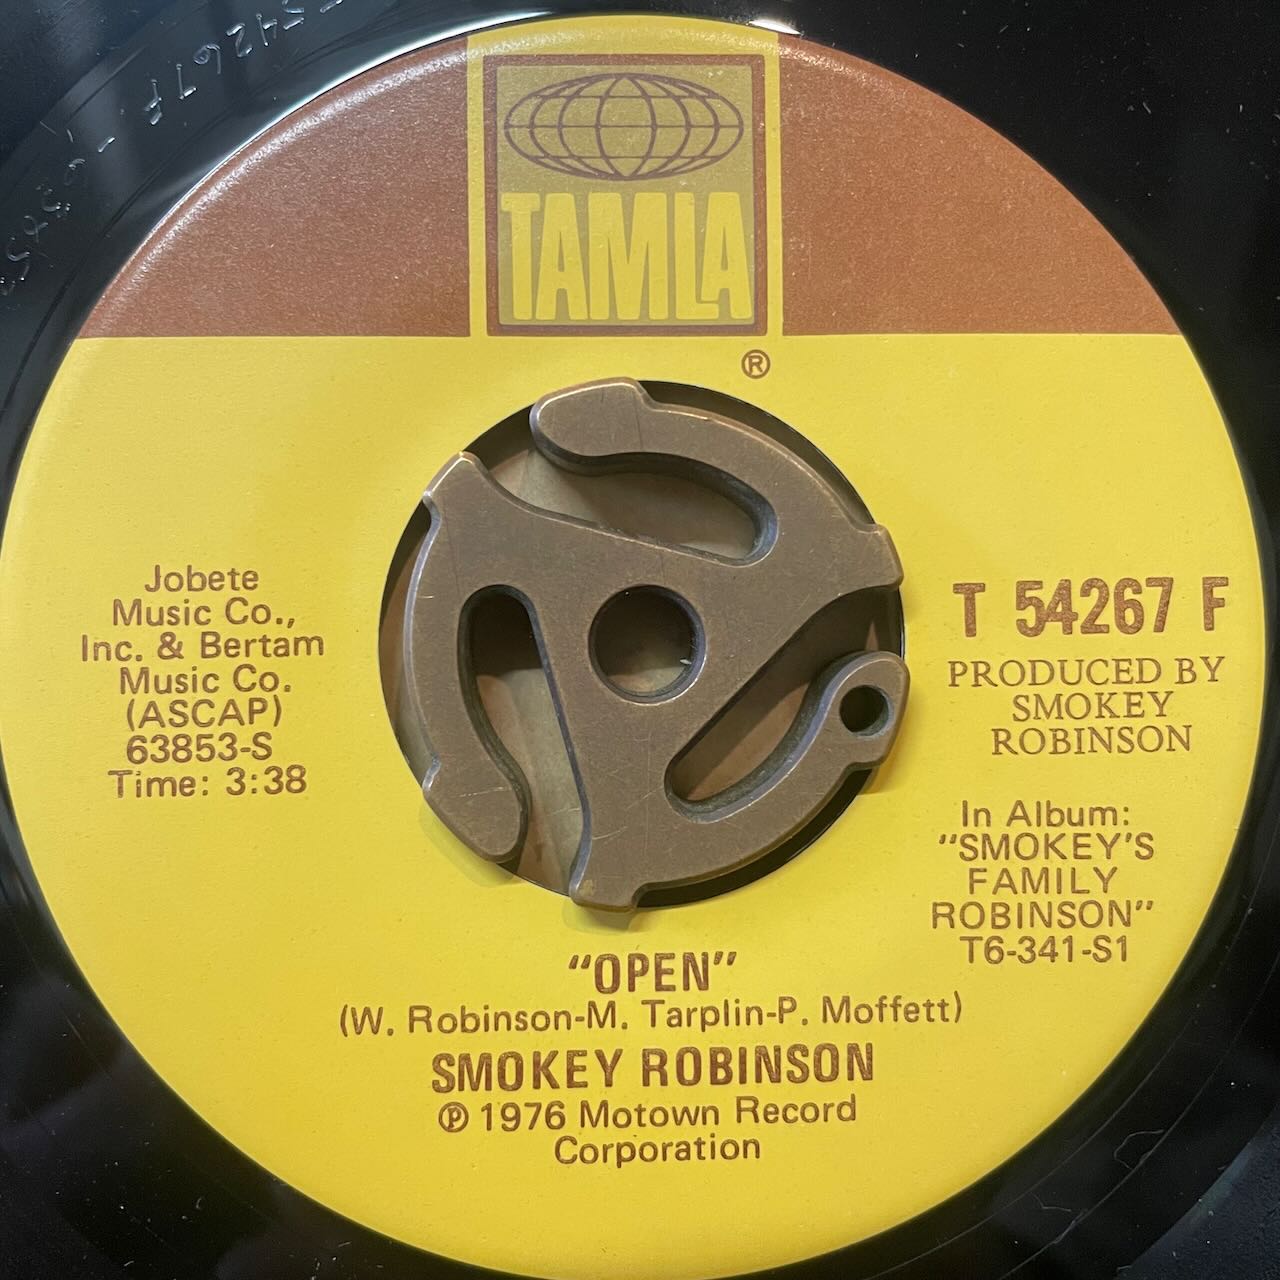 TAMLA
®
Jobete
Music Co.,
Inc. & Bertam
Music Co.
(ASCAP)
63853-S
Time: 3:38
T 54267 F
PRODUCED BY
SMOKEY
ROBINSON
In Album:
“SMOKEY’S
FAMILY
ROBINSON”
T6-341-S1
“OPEN”
(W. Robinson-M. Tarplin-P. Moffett)
SMOKEY ROBINSON
℗ 1976 Motown Record
Corporation